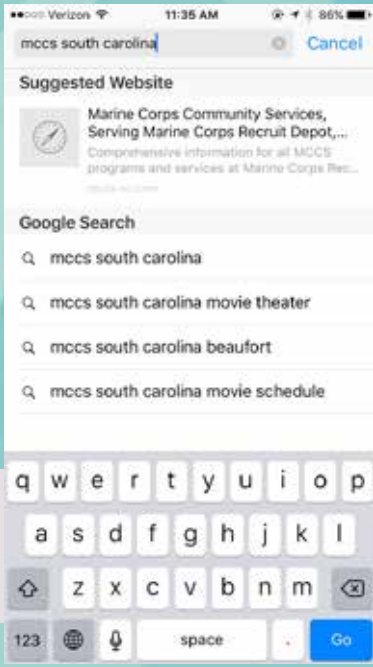 Verizon 11:35 AM 86%
mccs south carolina Cancel
Suggested Website
Marine Corps Community Services,
Serving Marine Corps Recruit Depot,...
Comprehensive information for all MCCS
programs and services at Marine Corps Rec...
Google Search
mccs south carolina
mccs south carolina movie theater
mccs south carolina beaufort
mccs south carolina movie schedule
q w e r t y u i o p
a s d f g h j k l
z x c v b n m
123 space . Go